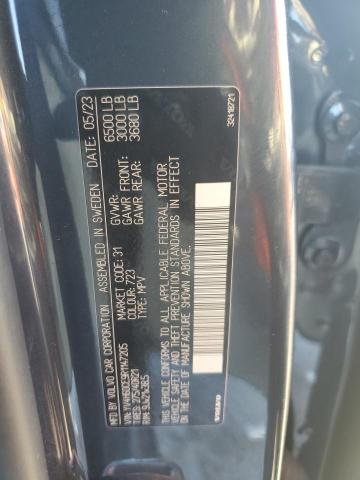 MFD. BY VOLVO CAR CORPORATION ASSEMBLED IN SWEDEN DATE: 05/23
MARKET CODE: 31 GVWR: 6500 LB
COLOUR: 723 GAWR FRONT: 3000 LB
TYPE: MPV GAWR REAR: 3680 LB
THIS VEHICLE CONFORMS TO ALL APPLICABLE FEDERAL MOTOR
VEHICLE SAFETY AND THEFT PREVENTION STANDARDS IN EFFECT
ON THE DATE OF MANUFACTURE SHOWN ABOVE.
VOLVO 32418721